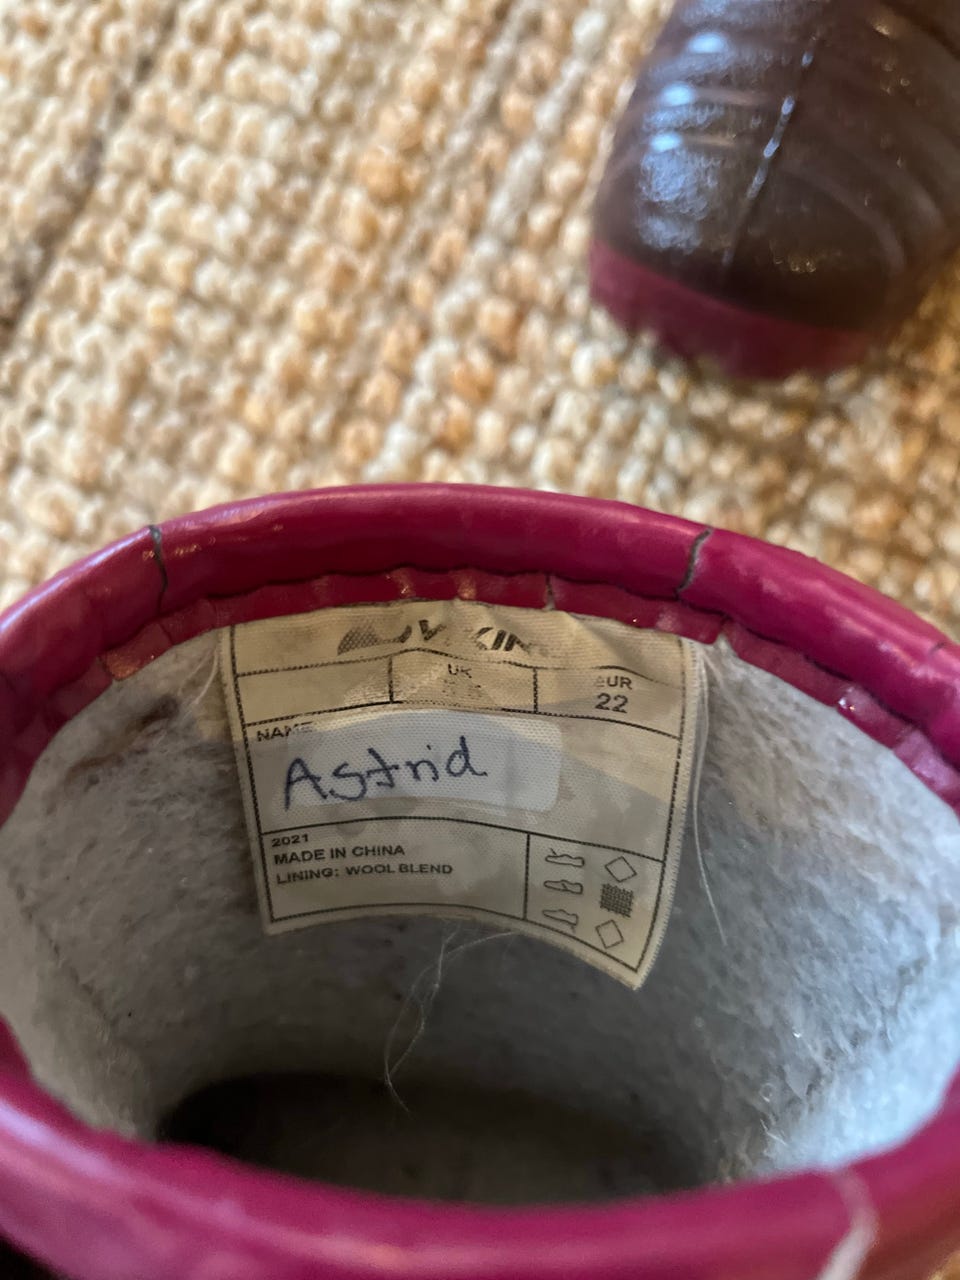 UK
EUR
22
NAME
Astrid
2021
MADE IN CHINA
LINING: WOOL BLEND